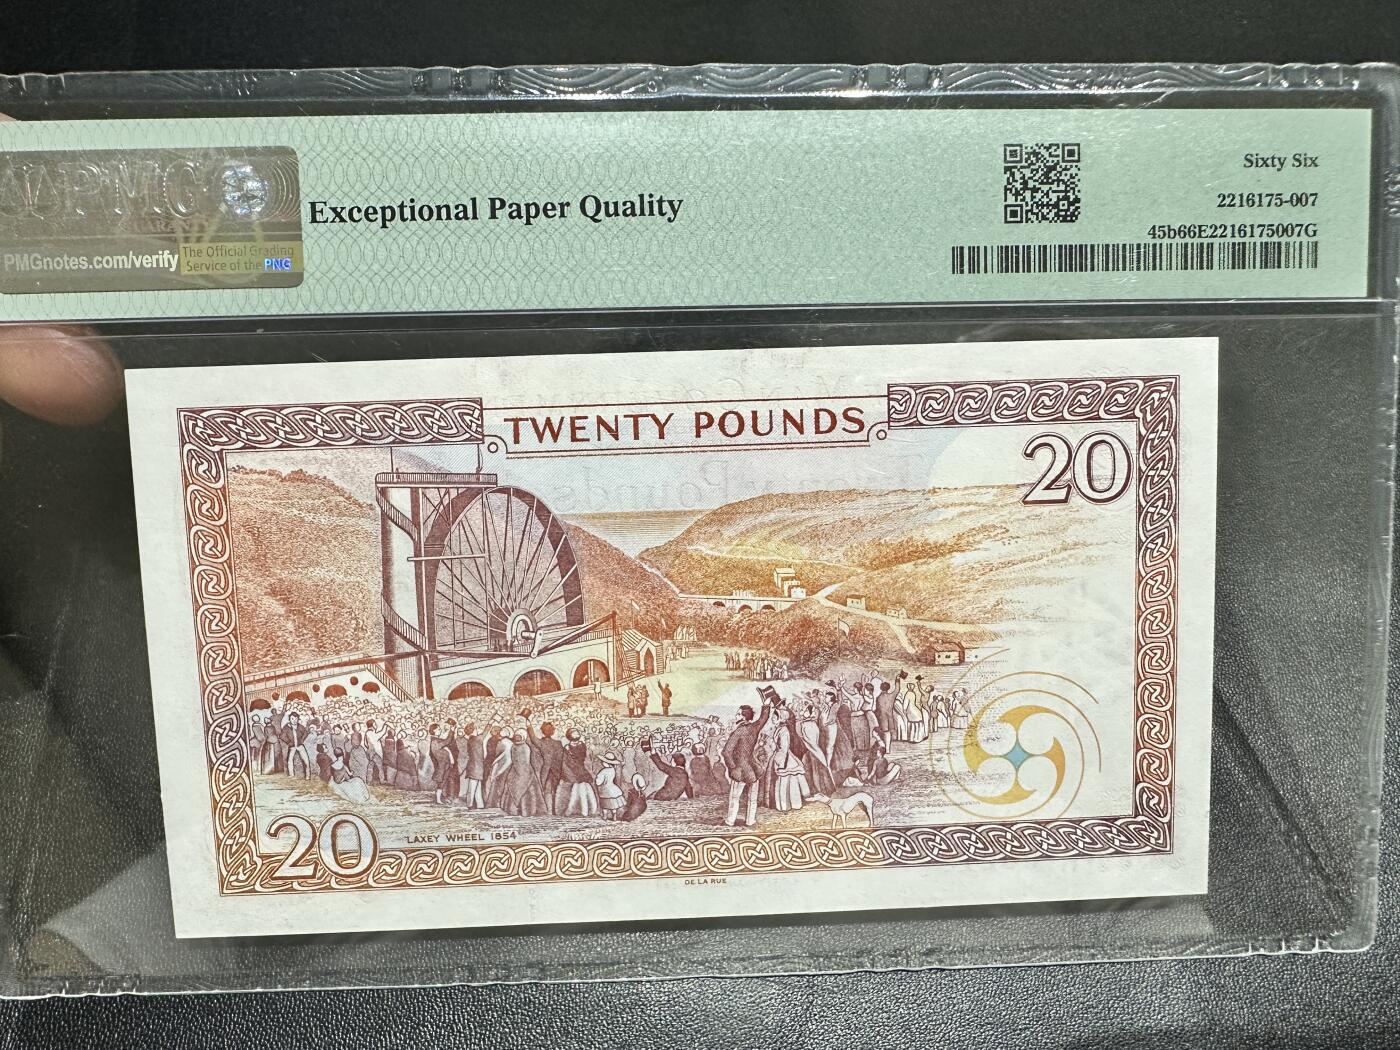 PMG
GUARANTY
PMGnotes.com/verify
The Official Grading
Service of the PNG
Exceptional Paper Quality
Sixty Six
2216175-007
45b66E2216175007G
TWENTY POUNDS
20
20
LAXEY WHEEL 1854
DE LA RUE